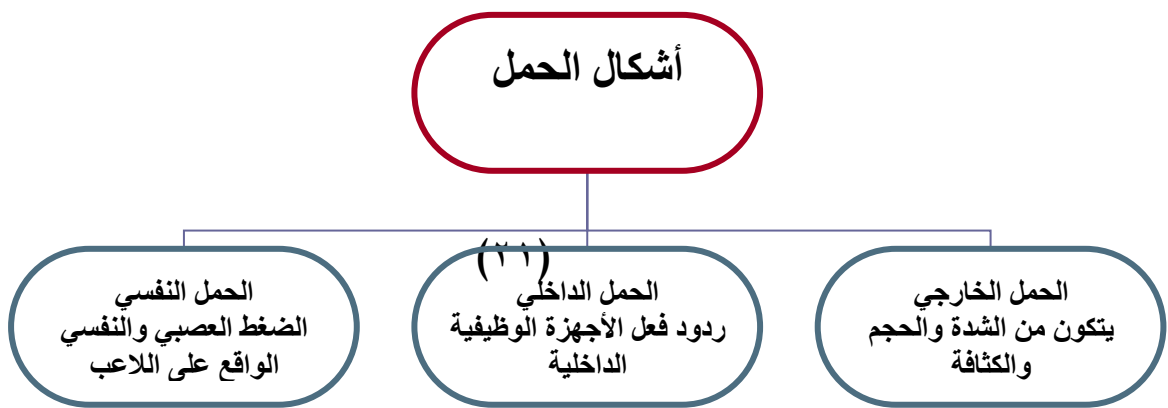 أشكال الحمل
(٢١)
الحمل الخارجي
يتكون من الشدة والحجم
والكثافة
الحمل الداخلي
ردود فعل الأجهزة الوظيفية
الداخلية
الحمل النفسي
الضغط العصبي والنفسي
الواقع على اللاعب